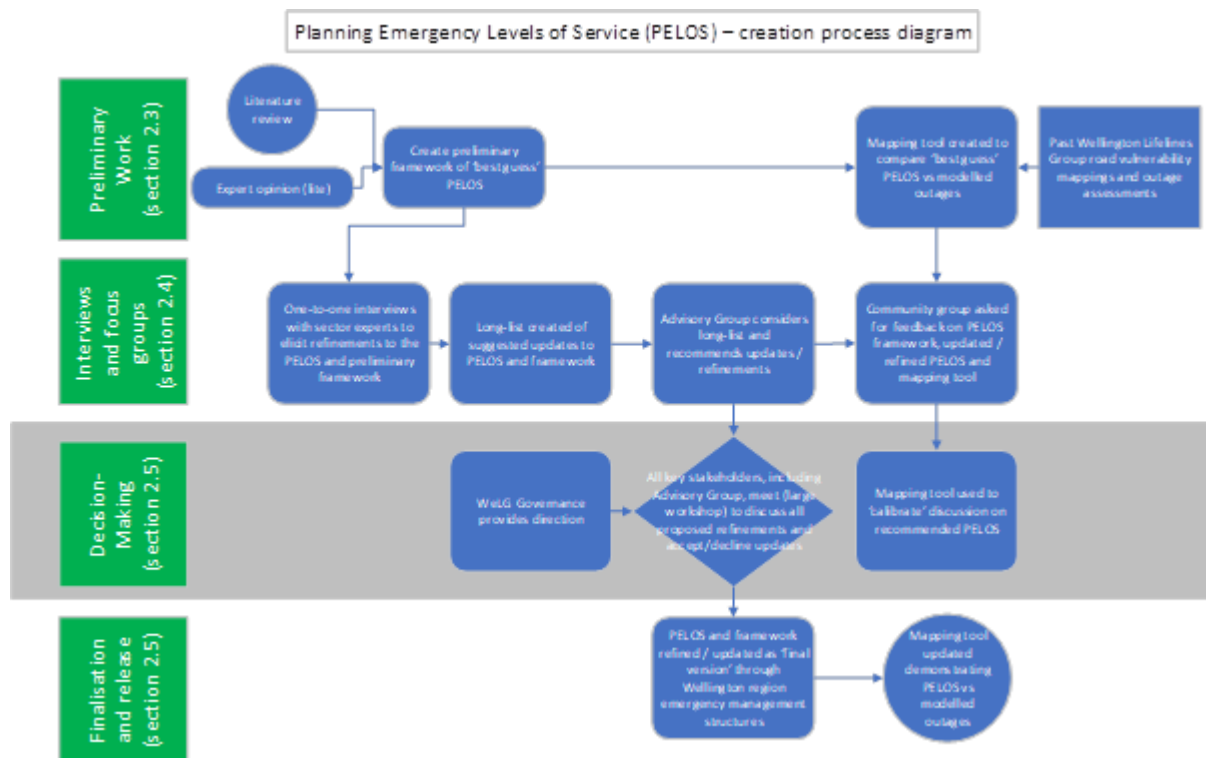 Planning Emergency Levels of Service (PELOS) – creation process diagram
Preliminary
Work
(section 2.3)
Literature
review
Expert opinion (lite)
Create preliminary
framework of 'best guess'
PELOS
Mapping tool created to
compare 'best guess'
PELOS vs modelled
outages
Past Wellington Lifelines
Group road vulnerability
mappings and outage
assessments
Interviews
and focus
groups
(section 2.4)
One-to-one interviews
with sector experts to
elicit refinements to the
PELOS and preliminary
framework
Long-list created of
suggested updates to
PELOS and framework
Advisory Group considers
long-list and
recommends updates /
refinements
Community group asked
for feedback on PELOS
framework, updated /
refined PELOS and
mapping tool
Decision-
Making
(section 2.5)
WeLG Governance
provides direction
All key stakeholders, including
Advisory Group, meet (large
workshop) to discuss all
proposed refinements and
accept/decline updates
Mapping tool used to
'calibrate' discussion on
recommended PELOS
Finalisation
and release
(section 2.5)
PELOS and framework
refined / updated as 'final
version' through
Wellington region
emergency management
structures
Mapping tool
updated
demonstrating
PELOS vs
modelled
outages